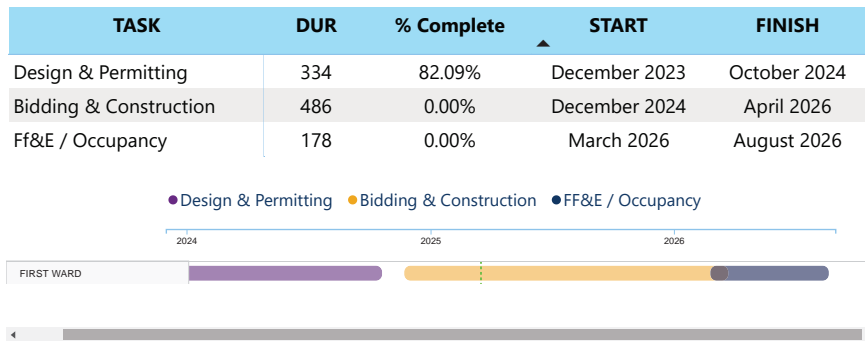 TASK DUR % Complete START FINISH
Design & Permitting 334 82.09% December 2023 October 2024
Bidding & Construction 486 0.00% December 2024 April 2026
Ff&E / Occupancy 178 0.00% March 2026 August 2026
Design & Permitting Bidding & Construction FF&E / Occupancy
2024 2025 2026
FIRST WARD